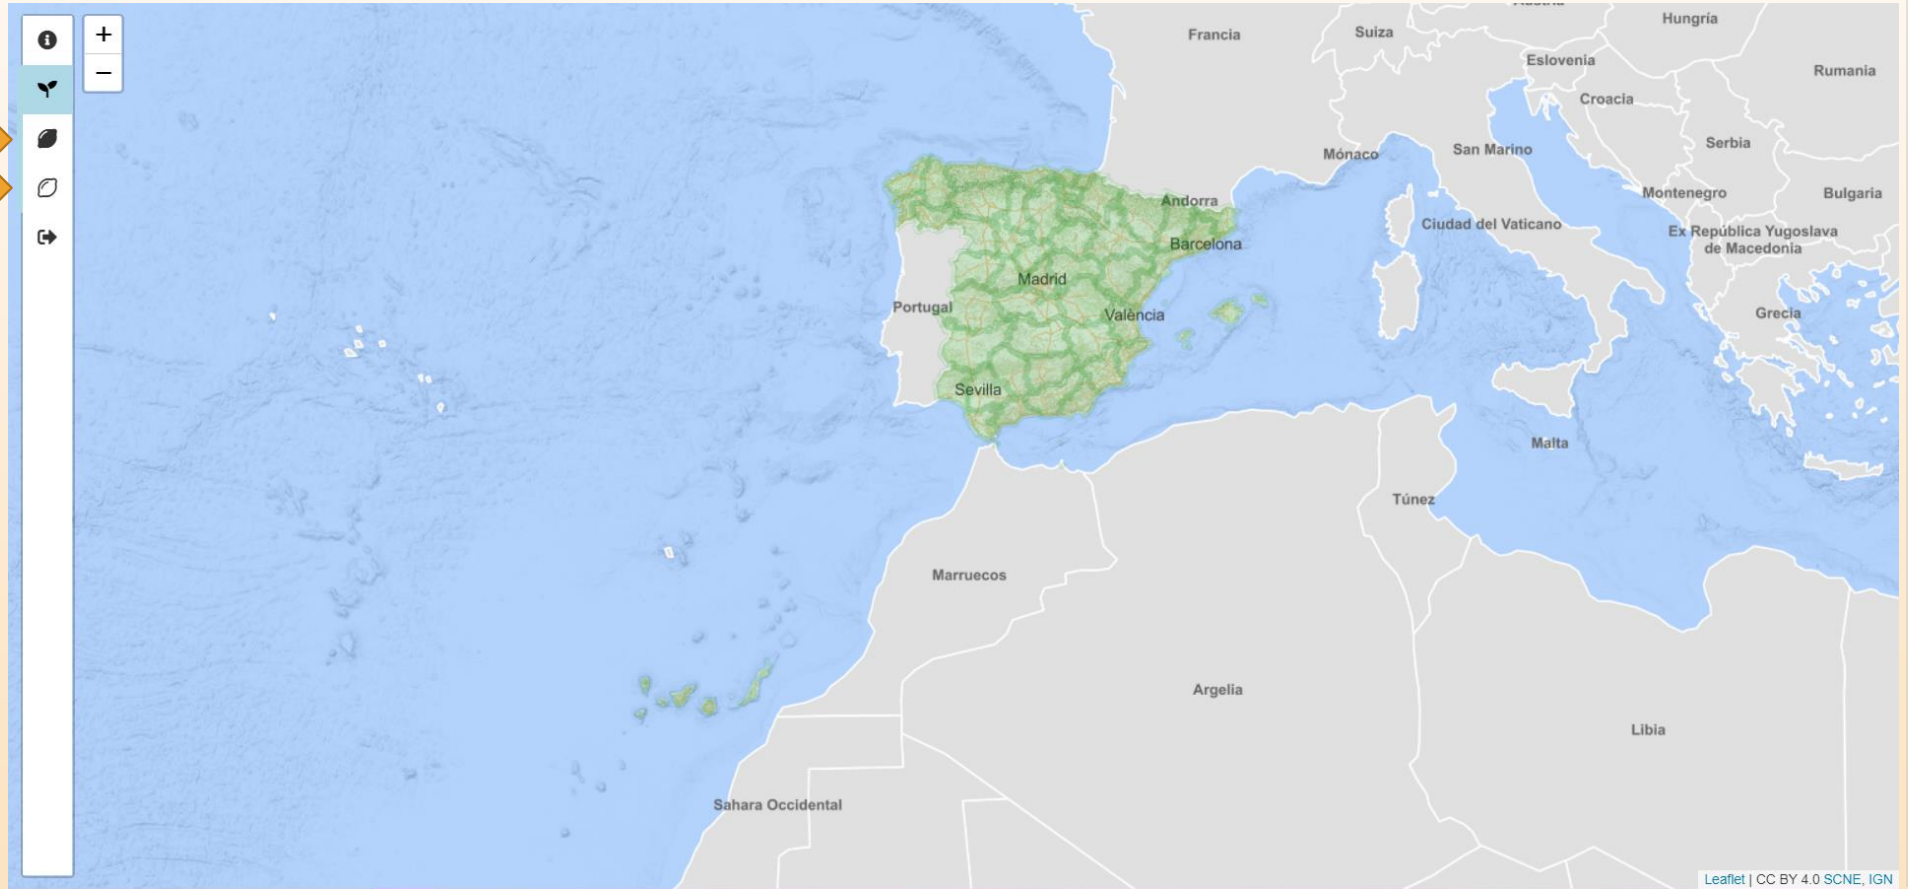 +
−
Francia
Suiza
Hungría
Eslovenia
Rumania
Croacia
Serbia
Mónaco
San Marino
Montenegro
Bulgaria
Andorra
Ciudad del Vaticano
Ex República Yugoslava
de Macedonia
Barcelona
Madrid
Portugal
València
Grecia
Sevilla
Malta
Túnez
Marruecos
Argelia
Libia
Sahara Occidental
Leaflet | CC BY 4.0 SCNE, IGN